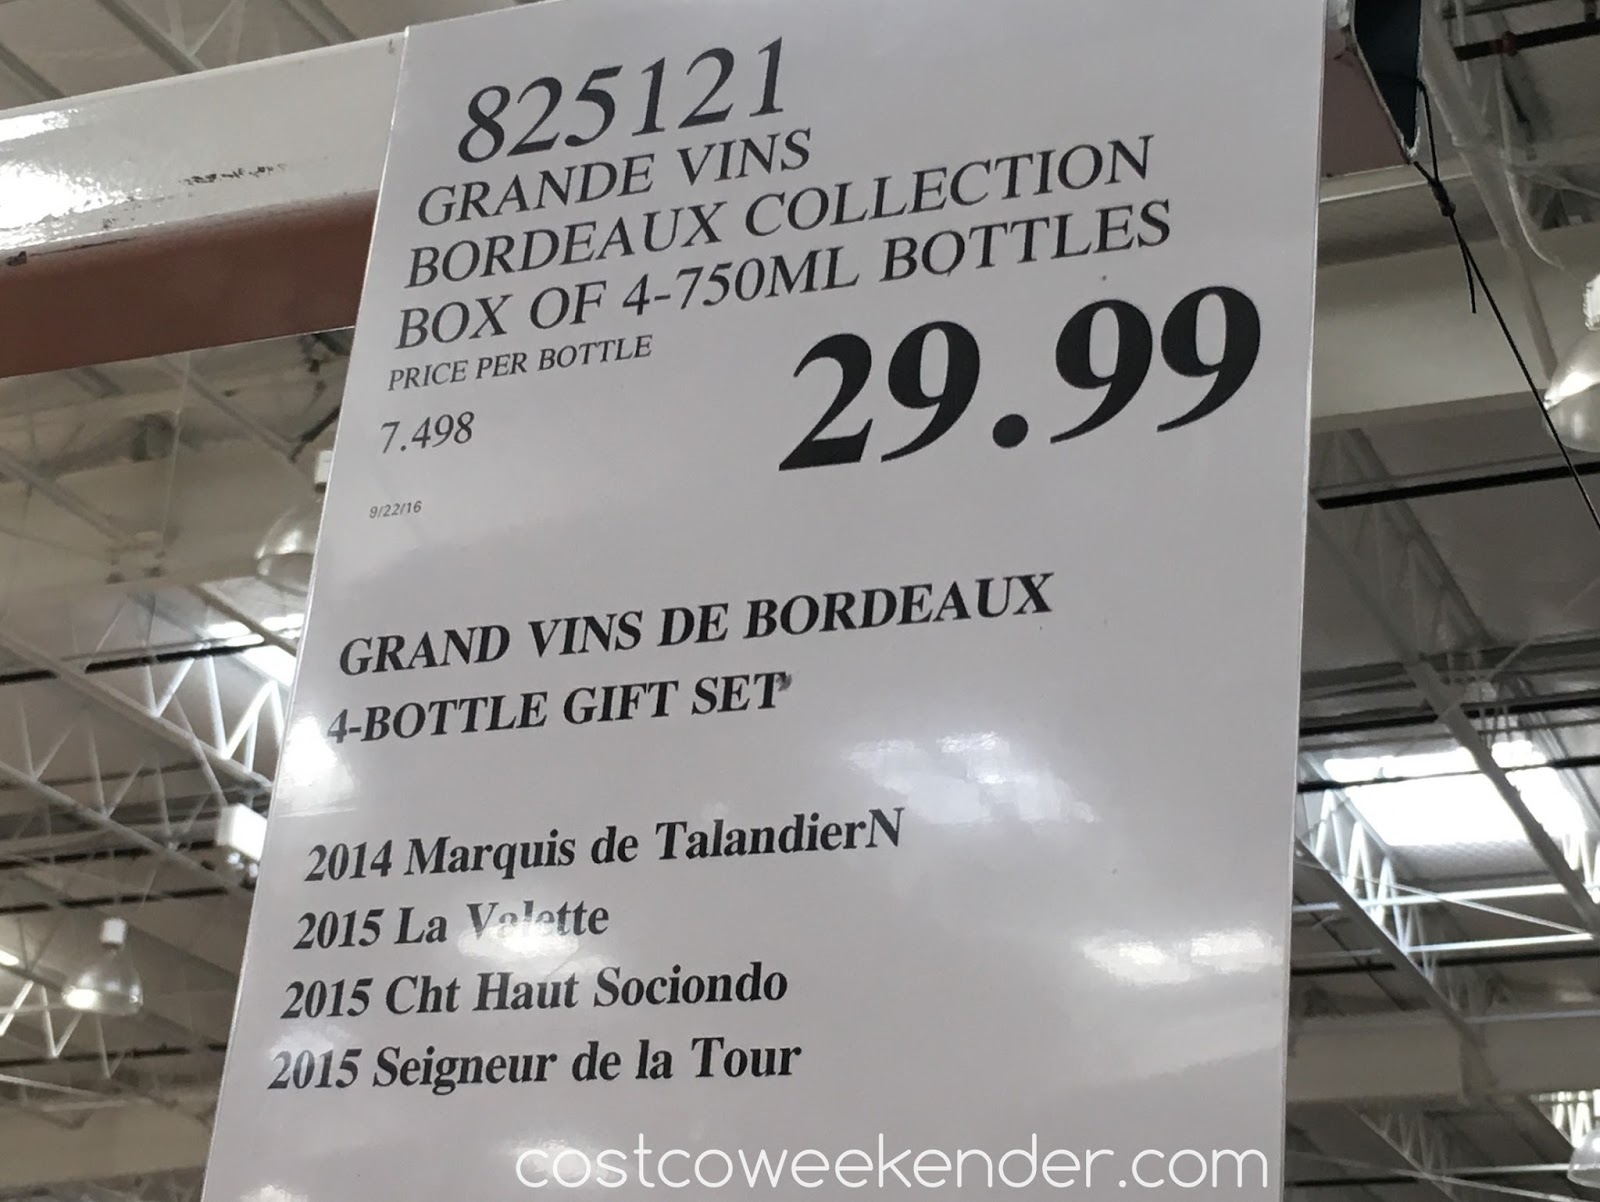 825121
GRANDE VINS
BORDEAUX COLLECTION
BOX OF 4-750ML BOTTLES
PRICE PER BOTTLE
7.498
29.99
9/22/16
GRAND VINS DE BORDEAUX
4-BOTTLE GIFT SET
2014 Marquis de TalandierN
2015 La Valette
2015 Cht Haut Sociondo
2015 Seigneur de la Tour
costcoweekender.com